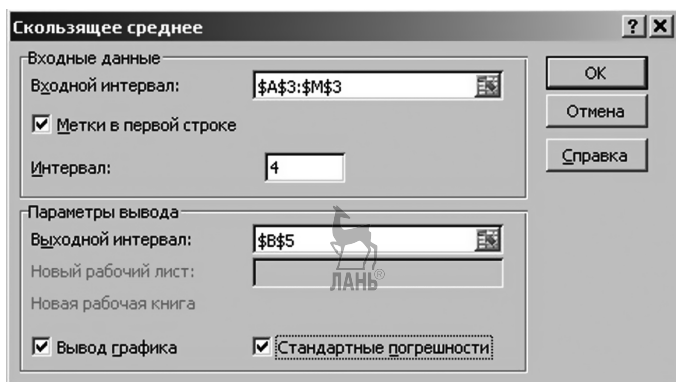 Скользящее среднее
Входные данные
Входной интервал: $A$3:$M$3
Метки в первой строке
Интервал: 4
Параметры вывода
Выходной интервал: $B$5
Новый рабочий лист:
Новая рабочая книга
Вывод графика Стандартные погрешности
ОК
Отмена
Справка
ЛАНЬ®